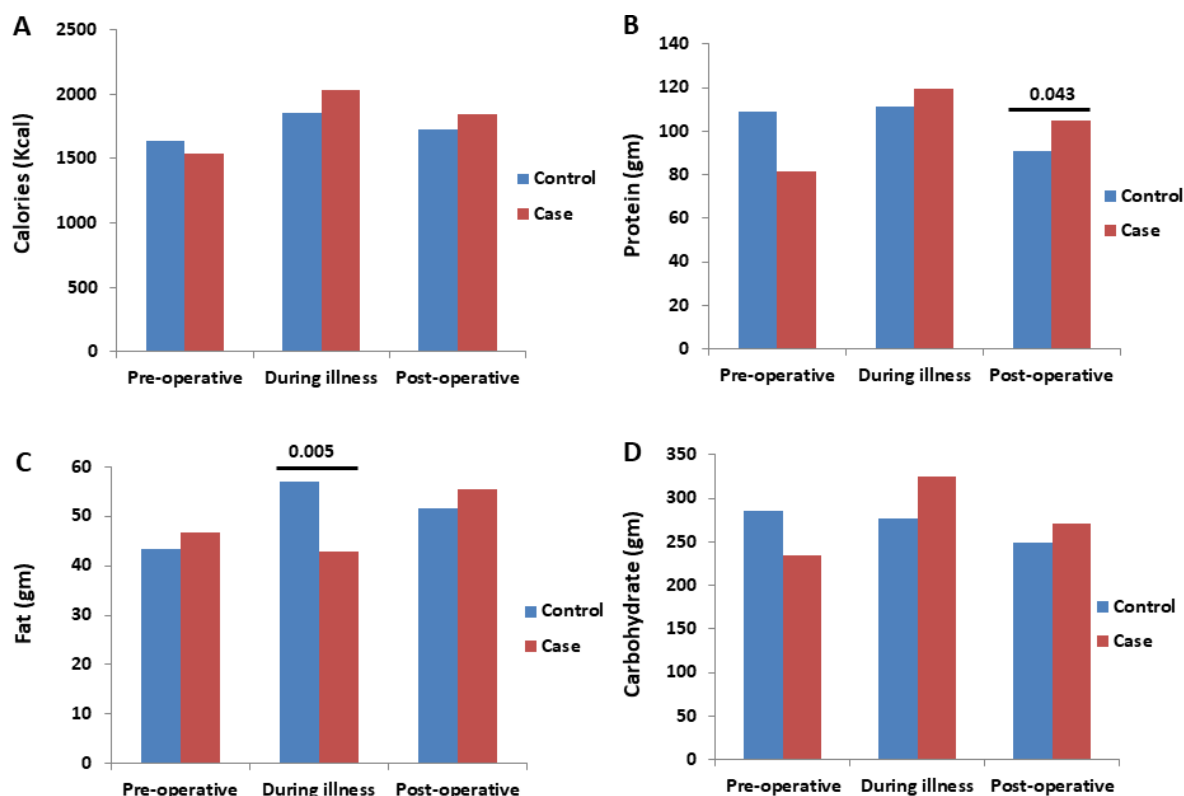 A
Calories (Kcal)
2500
2000
1500
1000
500
0
Pre-operative During illness Post-operative
Control
Case
B
Protein (gm)
140
120
100
80
60
40
20
0
0.043
Pre-operative During illness Post-operative
Control
Case
C
Fat (gm)
60
50
40
30
20
10
0
0.005
Pre-operative During illness Post-operative
Control
Case
D
Carbohydrate (gm)
350
300
250
200
150
100
50
0
Pre-operative During illness Post-operative
Control
Case